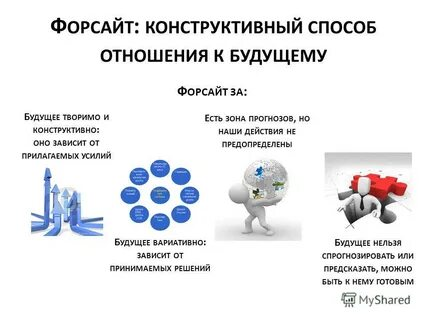 ФОРСАЙТ: КОНСТРУКТИВНЫЙ СПОСОБ
ОТНОШЕНИЯ К БУДУЩЕМУ
ФОРСАЙТ ЗА:
БУДУЩЕЕ ТВОРИМО И
КОНСТРУКТИВНО:
ОНО ЗАВИСИТ ОТ
ПРИЛАГАЕМЫХ УСИЛИЙ
ЕСТЬ ЗОНА ПРОГНОЗОВ, НО
НАШИ ДЕЙСТВИЯ НЕ
ПРЕДОПРЕДЕЛЕНЫ
БУДУЩЕЕ ВАРИАТИВНО:
ЗАВИСИТ ОТ
ПРИНИМАЕМЫХ РЕШЕНИЙ
БУДУЩЕЕ НЕЛЬЗЯ
СПРОГНОЗИРОВАТЬ ИЛИ
ПРЕДСКАЗАТЬ, МОЖНО
БЫТЬ К НЕМУ ГОТОВЫМ
MyShared